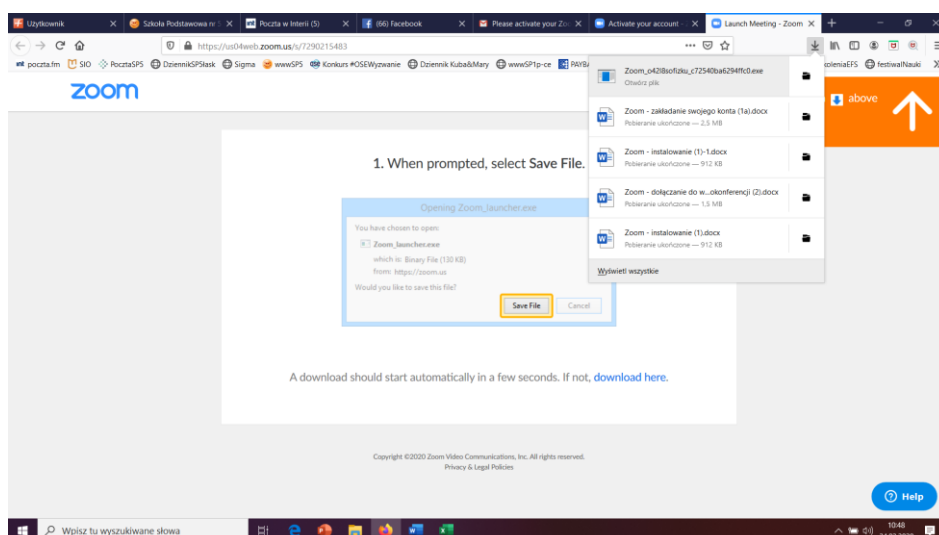 Użytkownik
Szkoła Podstawowa nr
Poczta w Interii (5)
(66) Facebook
Please activate your Zo
Activate your account -
Launch Meeting - Zoom
https://us04web.zoom.us/s/7290215483
poczta.fm
SIO
PocztaSP5
DziennikSP5Iłask
Sigma
wwwSP5
Konkurs #OSEWyzwanie
Dziennik Kuba&Mary
wwwSP1p-ce
PAYBA
koleniaEFS
festiwalNauki
zoom
above
Zoom_o42l8sofizku_c72540ba6294ffc0.exe
Otwórz plik
Zoom - zakładanie swojego konta (1a).docx
Pobieranie ukończone — 2,5 MB
Zoom - instalowanie (1)-1.docx
Pobieranie ukończone — 912 KB
Zoom - dołączanie do w...okonferencji (2).docx
Pobieranie ukończone — 1,5 MB
Zoom - instalowanie (1).docx
Pobieranie ukończone — 912 KB
Wyświetl wszystkie
1. When prompted, select Save File.
Opening Zoom_launcher.exe
You have chosen to open:
Zoom_launcher.exe
which is: Binary File (130 KB)
from: https://zoom.us
Would you like to save this file?
Save File
Cancel
A download should start automatically in a few seconds. If not, download here.
Copyright ©2020 Zoom Video Communications, Inc. All rights reserved.
Privacy & Legal Policies
Help
Wpisz tu wyszukiwane słowa
10:48